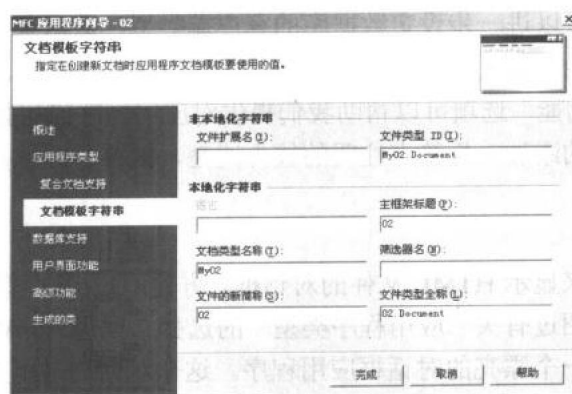 MFC 应用程序向导 - 02
文档模板字符串
指定在创建新文档时应用程序文档模板要使用的值。
概述
应用程序类型
复合文档支持
文档模板字符串
数据库支持
用户界面功能
高级功能
生成的类
非本地化字符串
文件扩展名(X):
文件类型 ID(I):
My02.Document
本地化字符串
主框架标题(P):
02
文档类型名称(T):
My02
筛选器名(N):
文件的新简称(S):
02
文件类型全称(L):
02.Document
完成
取消
帮助